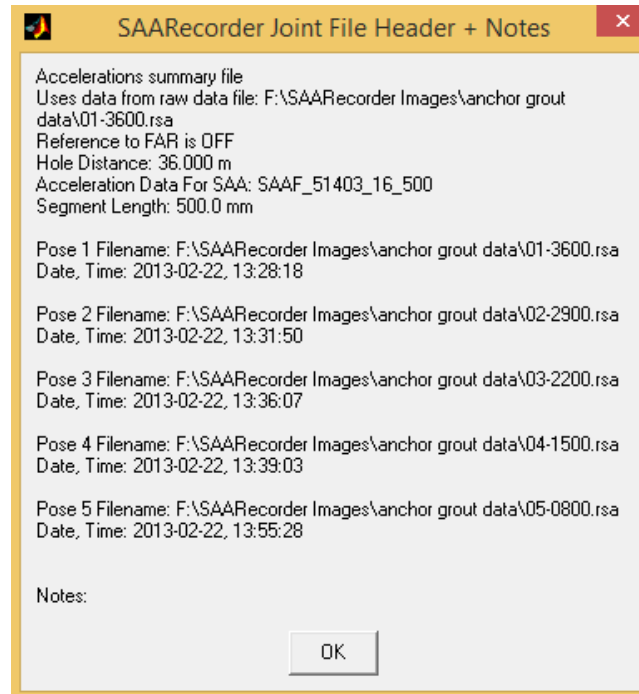 SAARecorder Joint File Header + Notes
Accelerations summary file
Uses data from raw data file: F:\SAARecorder Images\anchor grout
data\01-3600.rsa
Reference to FAR is OFF
Hole Distance: 36.000 m
Acceleration Data For SAA: SAAF_51403_16_500
Segment Length: 500.0 mm
Pose 1 Filename: F:\SAARecorder Images\anchor grout data\01-3600.rsa
Date, Time: 2013-02-22, 13:28:18
Pose 2 Filename: F:\SAARecorder Images\anchor grout data\02-2900.rsa
Date, Time: 2013-02-22, 13:31:50
Pose 3 Filename: F:\SAARecorder Images\anchor grout data\03-2200.rsa
Date, Time: 2013-02-22, 13:36:07
Pose 4 Filename: F:\SAARecorder Images\anchor grout data\04-1500.rsa
Date, Time: 2013-02-22, 13:39:03
Pose 5 Filename: F:\SAARecorder Images\anchor grout data\05-0800.rsa
Date, Time: 2013-02-22, 13:55:28
Notes:
OK